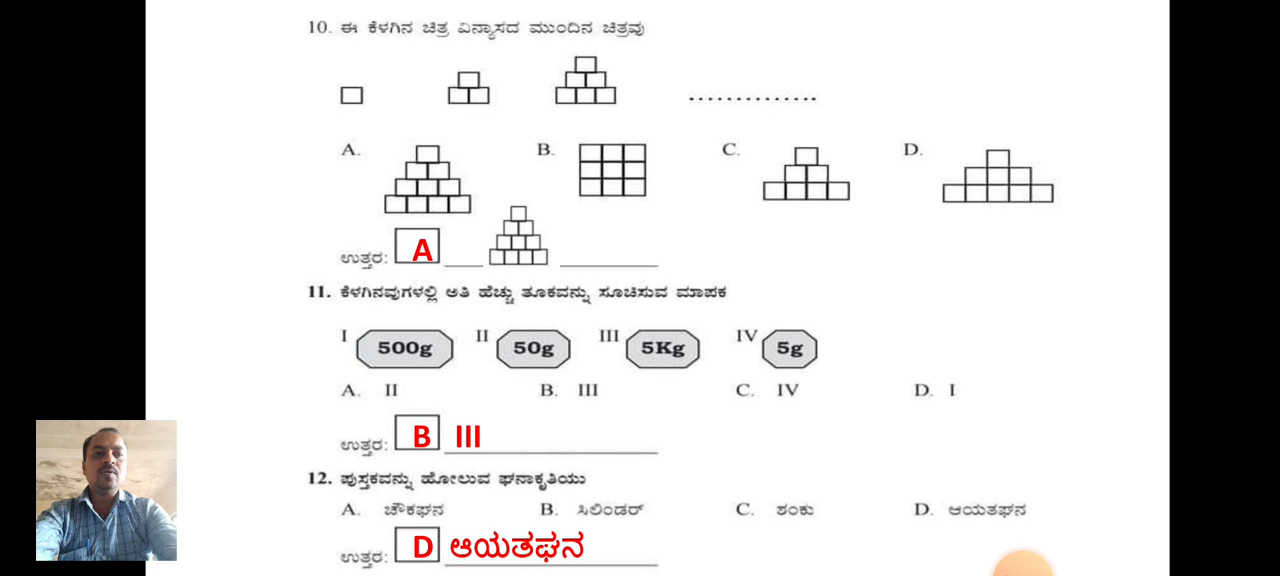 10. ಈ ಕೆಳಗಿನ ಚಿತ್ರ ವಿನ್ಯಾಸದ ಮುಂದಿನ ಚಿತ್ರವು
..............
A. B. C. D.
ಉತ್ತರ: A
11. ಕೆಳಗಿನವುಗಳಲ್ಲಿ ಅತಿ ಹೆಚ್ಚು ತೂಕವನ್ನು ಸೂಚಿಸುವ ಮಾಪಕ
I 500g II 50g III 5Kg IV 5g
A. II B. III C. IV D. I
ಉತ್ತರ: B III
12. ಪುಸ್ತಕವನ್ನು ಹೋಲುವ ಘನಾಕೃತಿಯು
A. ಚೌಕಘನ B. ಸಿಲಿಂಡರ್ C. ಶಂಕು D. ಆಯತಘನ
ಉತ್ತರ: D ಆಯತಘನ